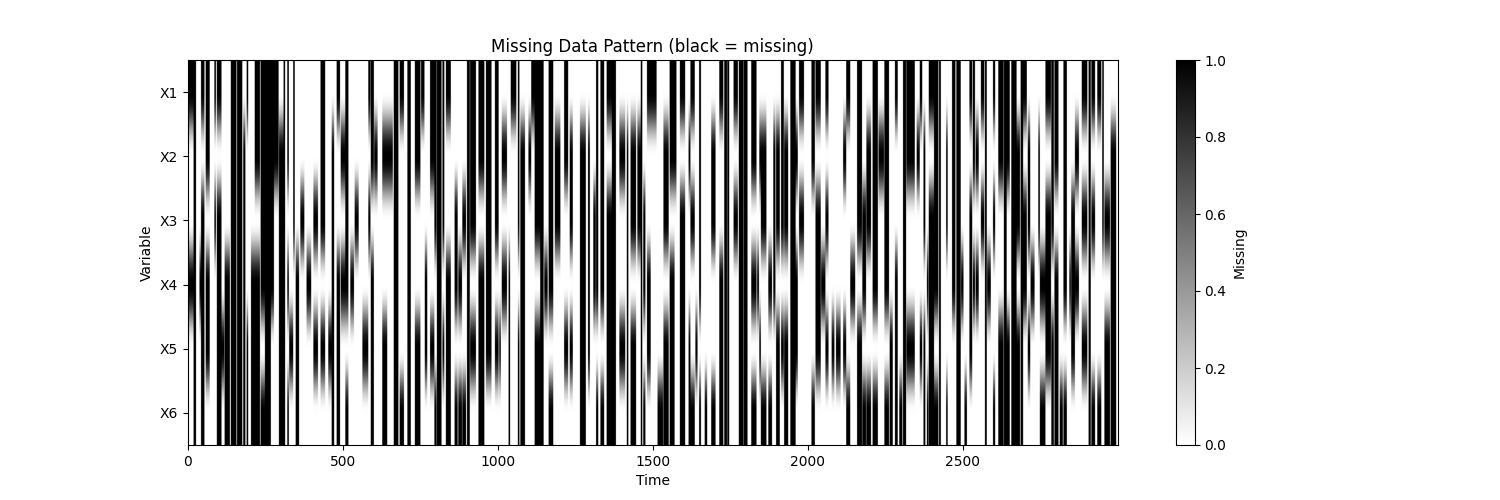 Missing Data Pattern (black = missing)
X1
X2
X3
X4
X5
X6
Variable
0
500
1000
1500
2000
2500
Time
1.0
0.8
0.6
0.4
0.2
0.0
Missing